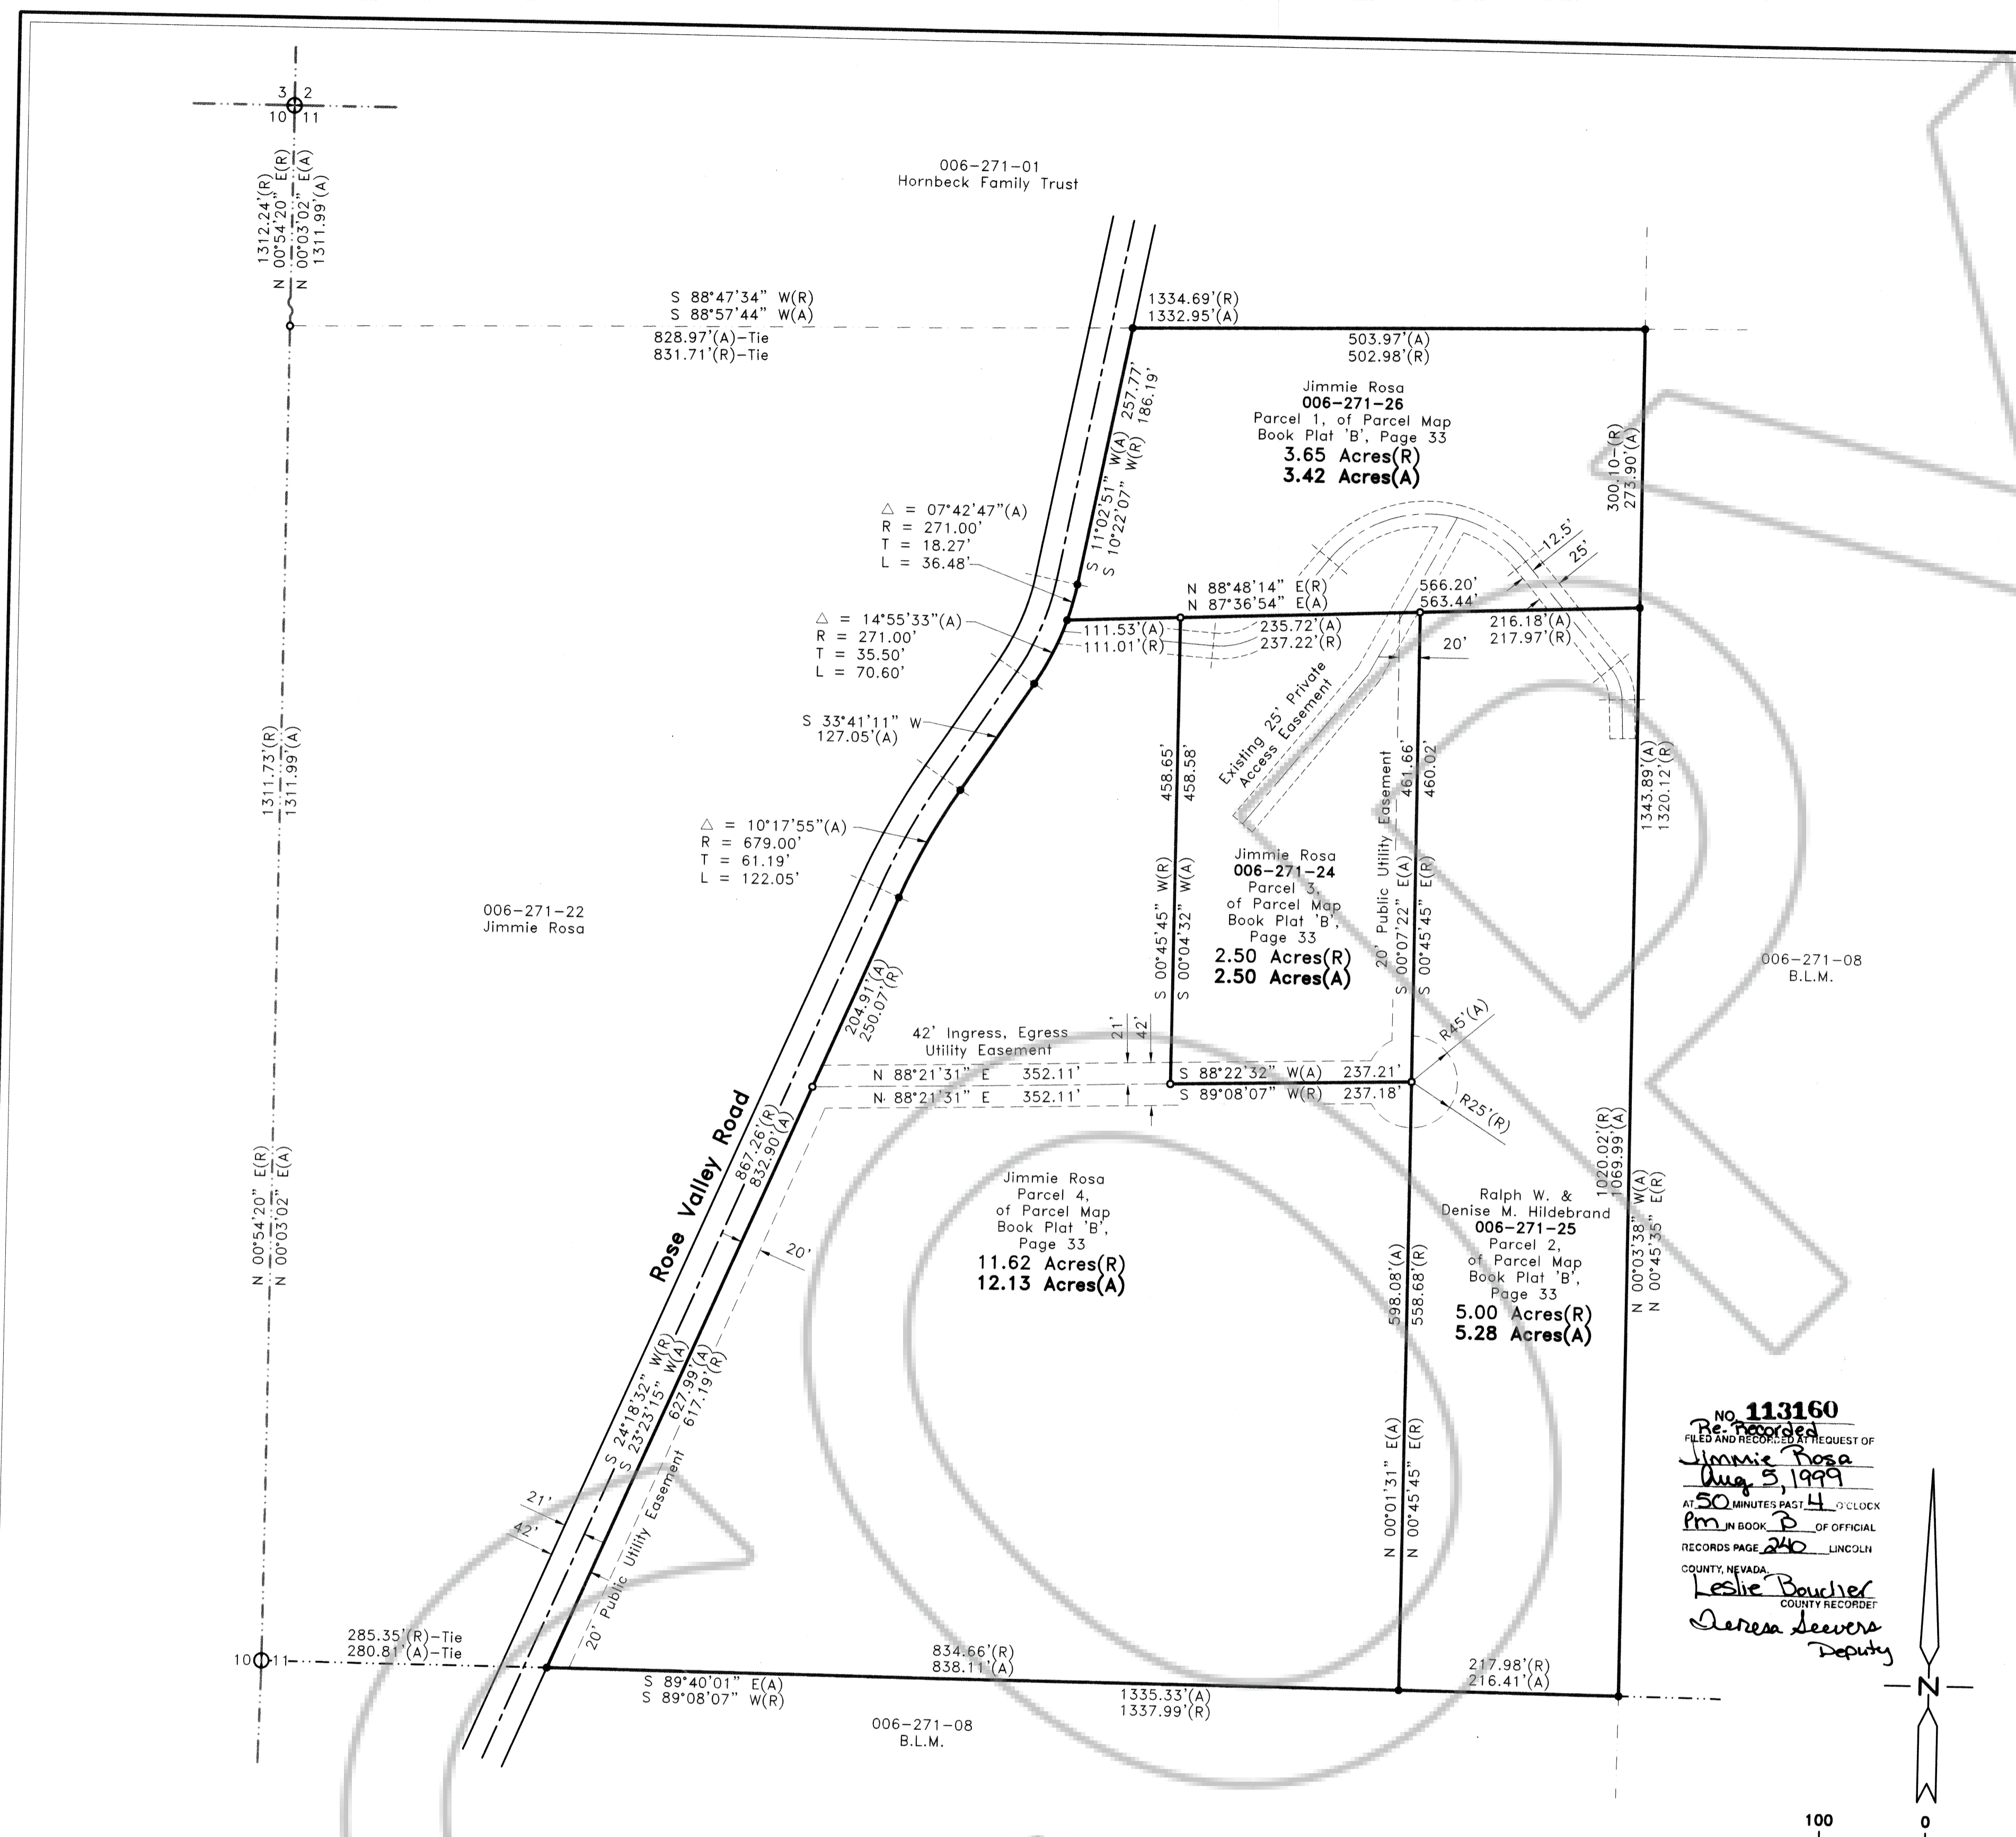 3 2
10 11
1312.24'(R)
N 00°54'20" E(R)
N 00°03'02" E(A)
1311.99'(A)
006-271-01
Hornbeck Family Trust
S 88°47'34" W(R)
S 88°57'44" W(A)
828.97'(A)-Tie
831.71'(R)-Tie
1334.69'(R)
1332.95'(A)
503.97'(A)
502.98'(R)
Jimmie Rosa
006-271-26
Parcel 1, of Parcel Map
Book Plat 'B', Page 33
3.65 Acres(R)
3.42 Acres(A)
S 11°02'51" W(A) 257.77'
S 10°22'07" W(R) 186.19'
300.10-(R)
273.90'(A)
△ = 07°42'47"(A)
R = 271.00'
T = 18.27'
L = 36.48'
12.5'
25'
N 88°48'14" E(R)
N 87°36'54" E(A)
566.20'
563.44'
△ = 14°55'33"(A)
R = 271.00'
T = 35.50'
L = 70.60'
111.53'(A)
111.01'(R)
235.72'(A)
237.22'(R)
216.18'(A)
217.97'(R)
20'
Existing 25' Private
Access Easement
S 33°41'11" W
127.05'(A)
1311.73'(R)
1311.99'(A)
458.65'
458.58'
461.66'
460.02'
1343.89'(A)
1320.12'(R)
△ = 10°17'55"(A)
R = 679.00'
T = 61.19'
L = 122.05'
20' Public Utility Easement
S 00°45'45" W(R)
S 00°04'32" W(A)
Jimmie Rosa
006-271-24
Parcel 3,
of Parcel Map
Book Plat 'B',
Page 33
2.50 Acres(R)
2.50 Acres(A)
S 00°07'22" E(A)
S 00°45'45" E(R)
006-271-22
Jimmie Rosa
006-271-08
B.L.M.
204.91'(A)
250.07'(R)
42' Ingress, Egress
Utility Easement
21'
42'
R45'(A)
N 88°21'31" E 352.11'
N 88°21'31" E 352.11'
S 88°22'32" W(A) 237.21'
S 89°08'07" W(R) 237.18'
R25'(R)
Rose Valley Road
867.26'(R)
832.90'(A)
1020.02'(R)
1069.99'(A)
N 00°54'20" E(R)
N 00°03'02" E(A)
Jimmie Rosa
Parcel 4,
of Parcel Map
Book Plat 'B',
Page 33
11.62 Acres(R)
12.13 Acres(A)
20'
Ralph W. &
Denise M. Hildebrand
006-271-25
Parcel 2,
of Parcel Map
Book Plat 'B',
Page 33
5.00 Acres(R)
5.28 Acres(A)
N 00°03'38" W(A)
N 00°45'35" E(R)
598.08'(A)
558.68'(R)
S 24°18'32" W(R)
S 23°23'15" W(A)
627.99'(A)
617.19'(R)
21'
42'
20' Public Utility Easement
N 00°01'31" E(A)
N 00°45'45" E(R)
NO. 113160
Re-Recorded
FILED AND RECORDED AT REQUEST OF
Jimmie Rosa
Aug 5, 1999
AT 50 MINUTES PAST 4 O'CLOCK
Pm IN BOOK B OF OFFICIAL
RECORDS PAGE 240 LINCOLN
COUNTY, NEVADA.
Leslie Boucher
COUNTY RECORDER
Teresa Seevers
Deputy
10 11
285.35'(R)-Tie
280.81'(A)-Tie
834.66'(R)
838.11'(A)
217.98'(R)
216.41'(A)
S 89°40'01" E(A)
S 89°08'07" W(R)
1335.33'(A)
1337.99'(R)
006-271-08
B.L.M.
N
100 0